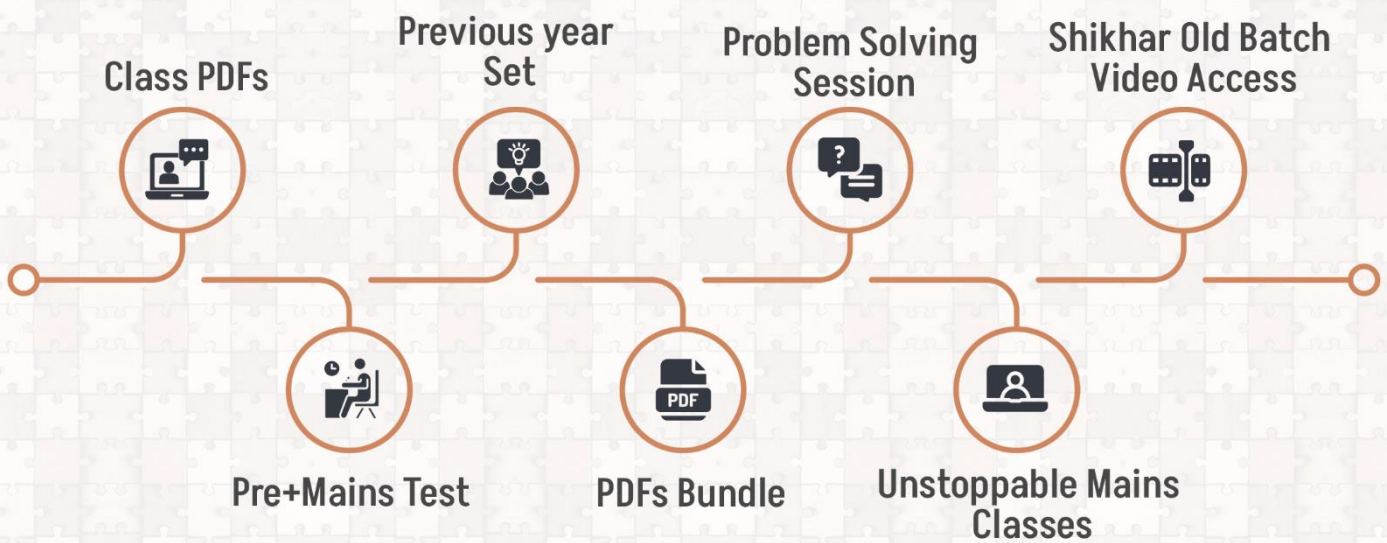 Class PDFs
Pre+Mains Test
Previous year
Set
PDF
PDFs Bundle
Problem Solving
Session
?
Unstoppable Mains
Classes
Shikhar Old Batch
Video Access